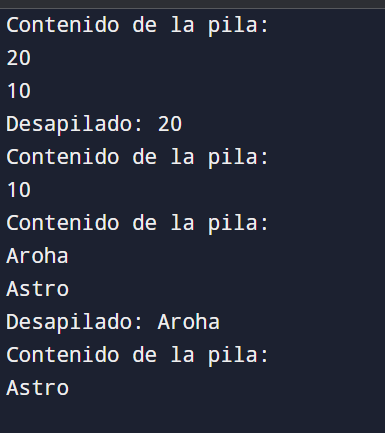 Contenido de la pila:
20
10
Desapilado: 20
Contenido de la pila:
10
Contenido de la pila:
Aroha
Astro
Desapilado: Aroha
Contenido de la pila:
Astro